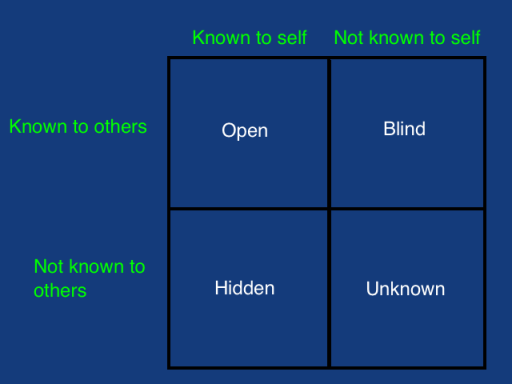 Known to self
Not known to self
Known to others
Open
Blind
Not known to
others
Hidden
Unknown